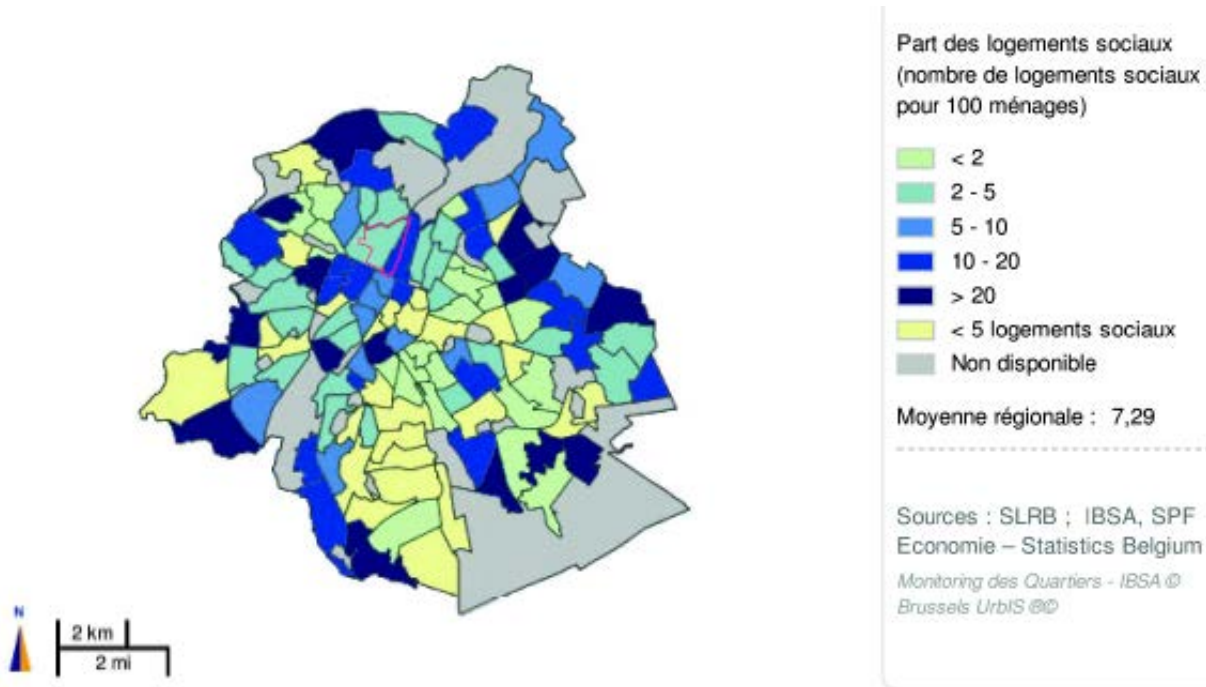 Part des logements sociaux
(nombre de logements sociaux
pour 100 ménages)
< 2
2 - 5
5 - 10
10 - 20
> 20
< 5 logements sociaux
Non disponible
Moyenne régionale : 7,29
Sources : SLRB ; IBSA, SPF
Economie – Statistics Belgium
Monitoring des Quartiers - IBSA ©
Brussels UrbIS ®©
N
2 km
2 mi